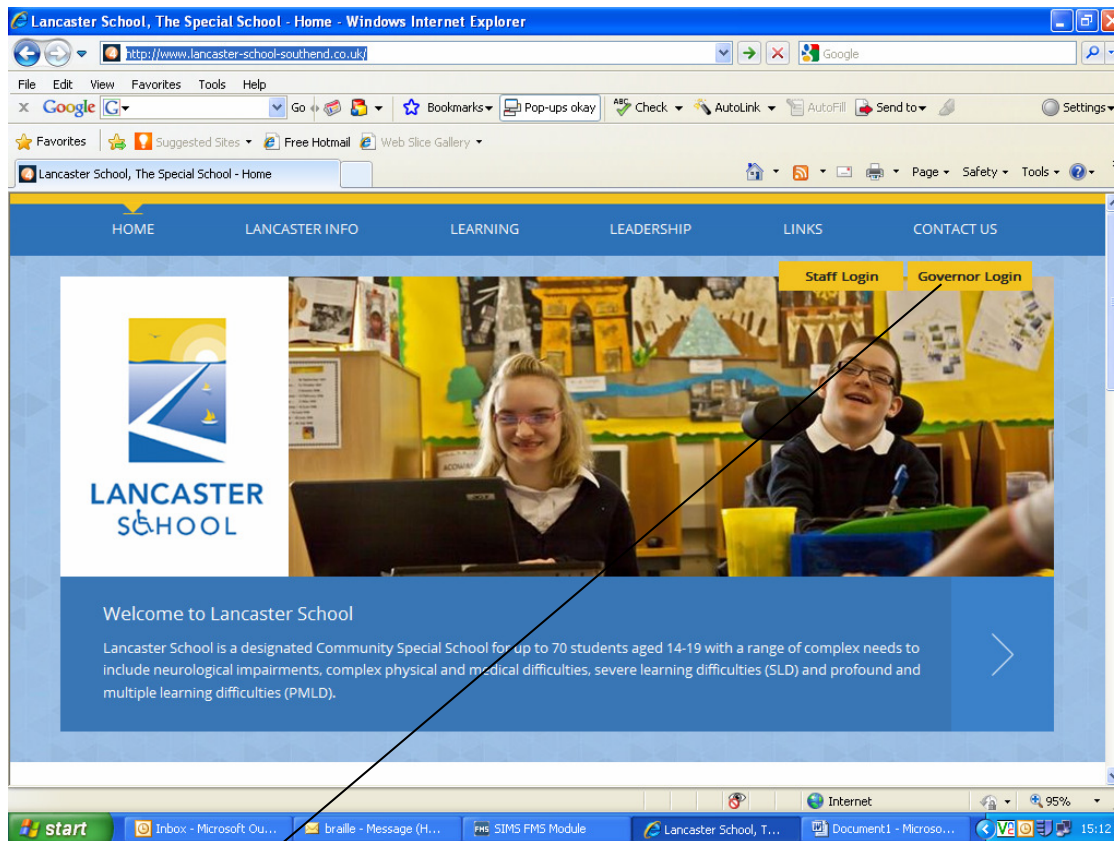 Lancaster School, The Special School - Home - Windows Internet Explorer
http://www.lancaster-school-southend.co.uk/
Google
File Edit View Favorites Tools Help
x Google G Go Bookmarks Pop-ups okay ABC Check AutoLink AutoFill Send to Settings
Favorites Suggested Sites Free Hotmail Web Slice Gallery
Lancaster School, The Special School - Home
Page Safety Tools
HOME LANCASTER INFO LEARNING LEADERSHIP LINKS CONTACT US
Staff Login Governor Login
LANCASTER
SCHOOL
acer
Welcome to Lancaster School
Lancaster School is a designated Community Special School for up to 70 students aged 14-19 with a range of complex needs to
include neurological impairments, complex physical and medical difficulties, severe learning difficulties (SLD) and profound and
multiple learning difficulties (PMLD).
Internet 95%
start Inbox - Microsoft Ou... braille - Message (H... FMS SIMS FMS Module Lancaster School, T... Document1 - Microso... 15:12